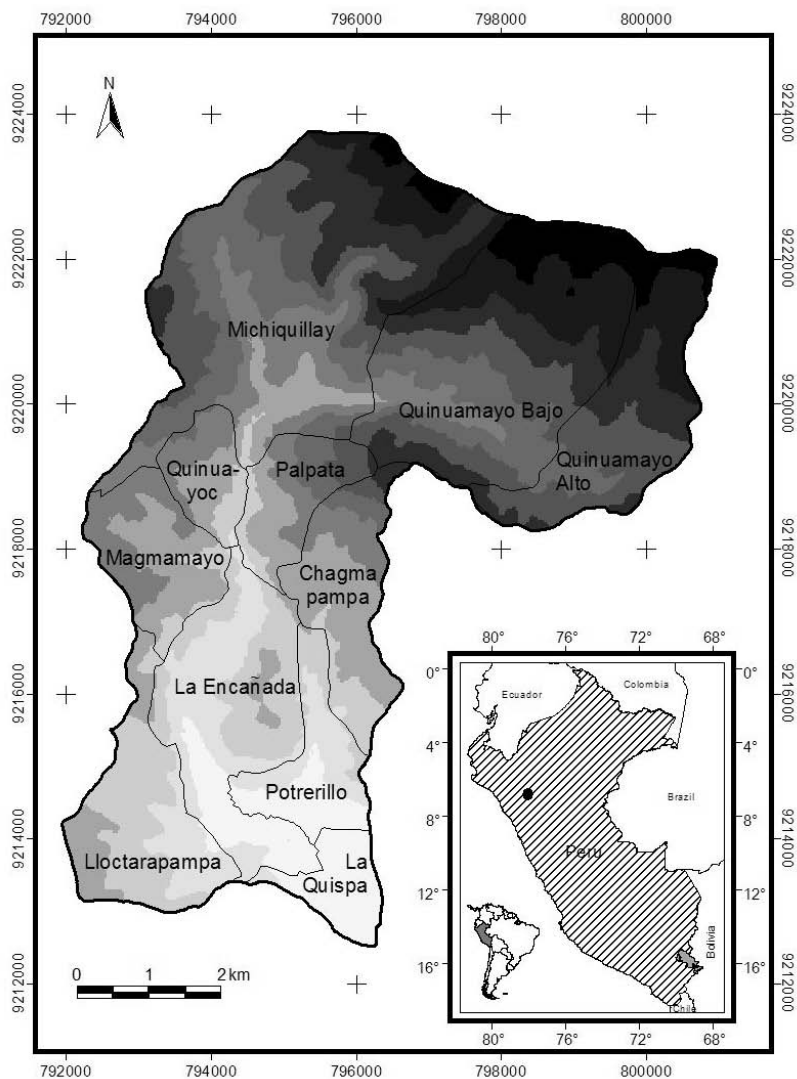 792000 794000 796000 798000 800000
N
9224000 9224000
9222000 9222000
Michiquillay
9220000 9220000
Quinuamayo Bajo
Quinua-
yoc
Palpata
Quinuamayo
Alto
9218000 9218000
Magmamayo
Chagma
pampa
La Encañada
9216000 9216000
Potrerillo
9214000 9214000
Lloctarapampa
La
Quispa
0 1 2 km
9212000 9212000
792000 794000 796000 798000 800000
80° 76° 72° 68°
0° 0°
Ecuador
Colombia
4° 4°
Brazil
8° 8°
Peru
12° 12°
Bolivia
16° 16°
Chile
80° 76° 72° 68°